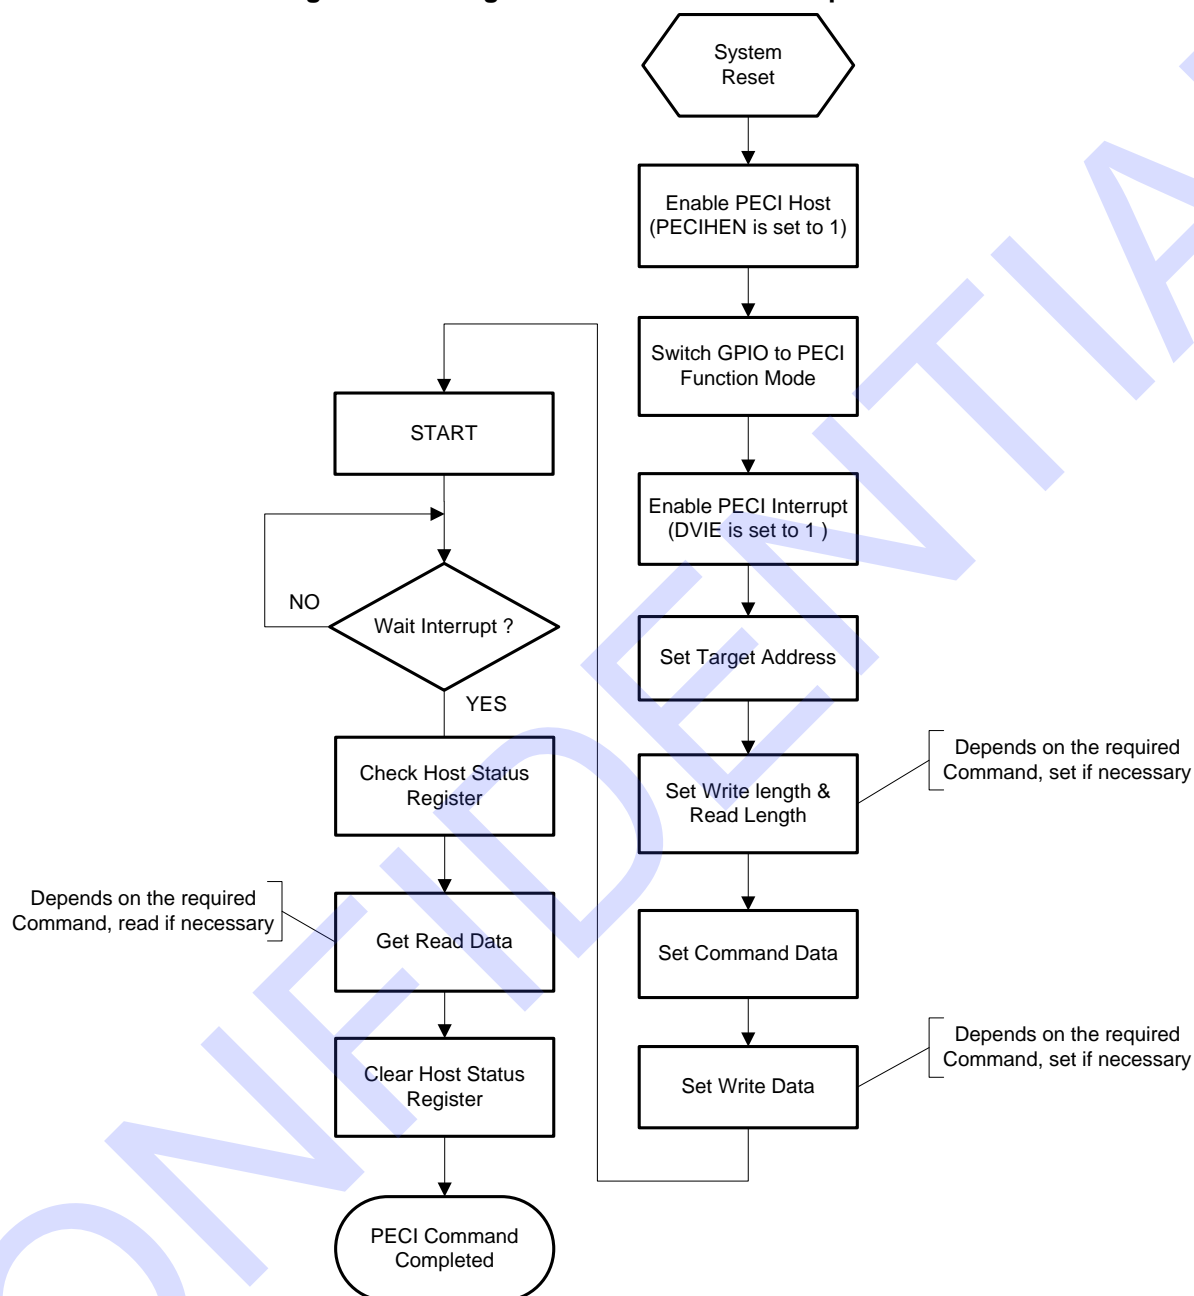 System
Reset
Enable PECI Host
(PECIHEN is set to 1)
Switch GPIO to PECI
Function Mode
Enable PECI Interrupt
(DVIE is set to 1 )
Set Target Address
Set Write length &
Read Length
Depends on the required
Command, set if necessary
Set Command Data
Set Write Data
Depends on the required
Command, set if necessary
START
NO
Wait Interrupt ?
YES
Check Host Status
Register
Depends on the required
Command, read if necessary
Get Read Data
Clear Host Status
Register
PECI Command
Completed
ONFIDENTIA